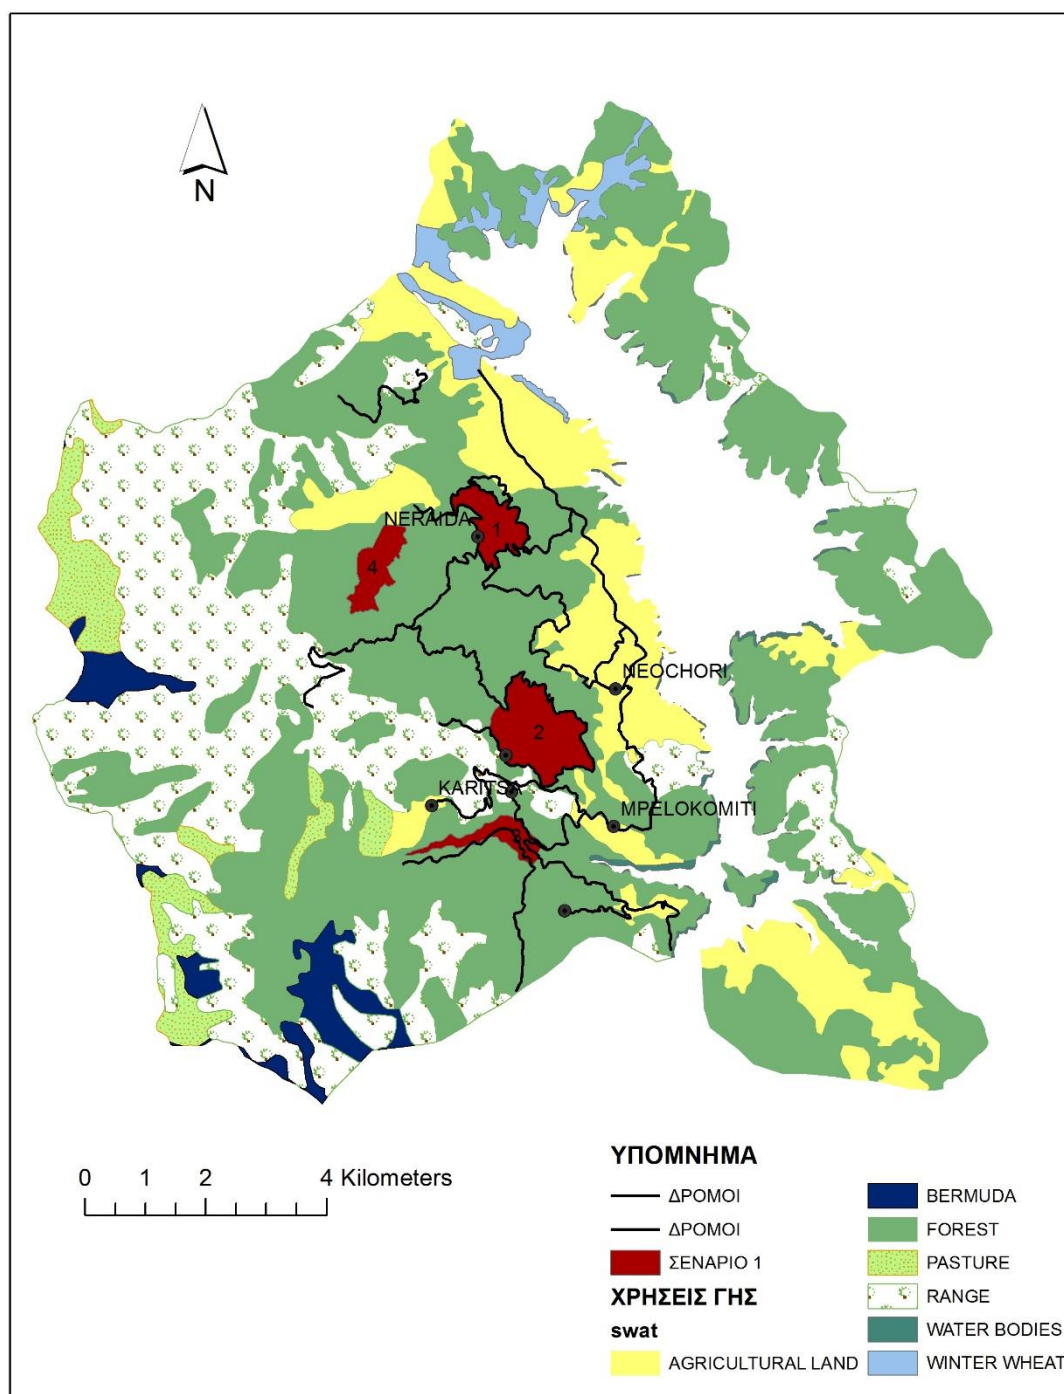 N
NERAIDA
1
4
NEOCHORI
2
KARITSA
MPELOKOMITI
3
0 1 2 4 Kilometers
ΥΠΟΜΝΗΜΑ
ΔΡΟΜΟΙ
ΔΡΟΜΟΙ
ΣΕΝΑΡΙΟ 1
ΧΡΗΣΕΙΣ ΓΗΣ
swat
AGRICULTURAL LAND
BERMUDA
FOREST
PASTURE
RANGE
WATER BODIES
WINTER WHEAT